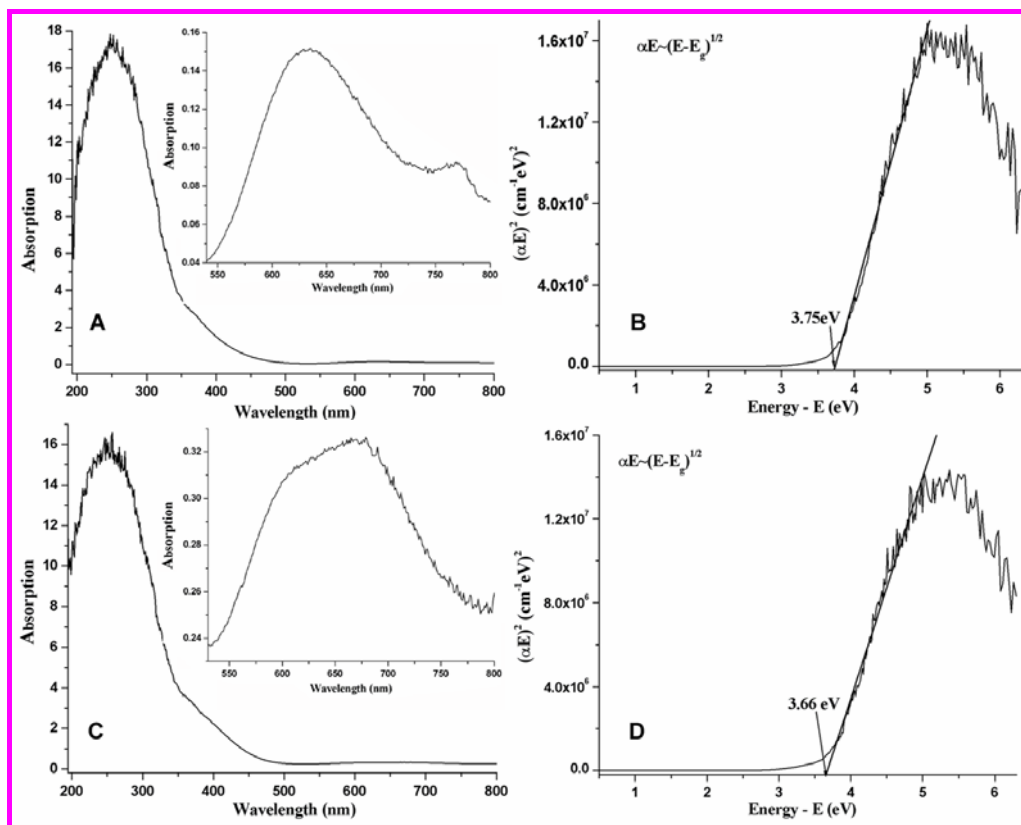 18
16
14
12
10
8
6
4
2
0
Absorption
200 300 400 500 600 700 800
Wavelength (nm)
A
0.16
0.14
0.12
0.10
0.08
0.06
0.04
Absorption
550 600 650 700 750 800
Wavelength (nm)
αE~(E-E_g)^{1/2}
1.6x10^7
1.2x10^7
8.0x10^6
4.0x10^6
0.0
(αE)^2 (cm^{-1}eV)^2
3.75eV
B
1 2 3 4 5 6
Energy - E (eV)
16
14
12
10
8
6
4
2
0
Absorption
200 300 400 500 600 700 800
Wavelength (nm)
C
0.32
0.30
0.28
0.26
0.24
Absorption
550 600 650 700 750 800
Wavelength (nm)
αE~(E-E_g)^{1/2}
1.6x10^7
1.2x10^7
8.0x10^6
4.0x10^6
0.0
(αE)^2 (cm^{-1}eV)^2
3.66 eV
D
1 2 3 4 5 6
Energy - E (eV)